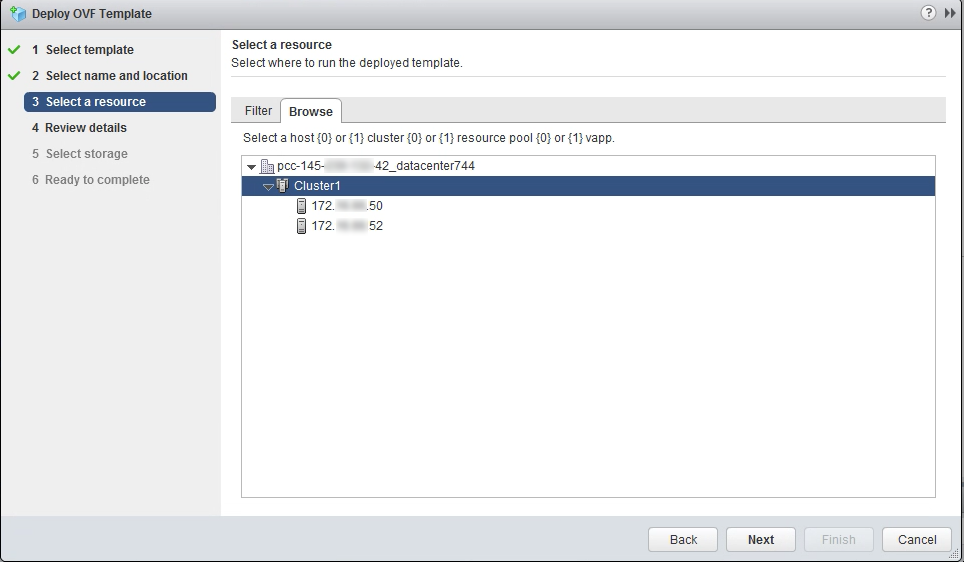 Deploy OVF Template
?
1 Select template
2 Select name and location
3 Select a resource
4 Review details
5 Select storage
6 Ready to complete
Select a resource
Select where to run the deployed template.
Filter
Browse
Select a host {0} or {1} cluster {0} or {1} resource pool {0} or {1} vapp.
pcc-145- -42_datacenter744
Cluster1
172. .50
172. 52
Back
Next
Finish
Cancel